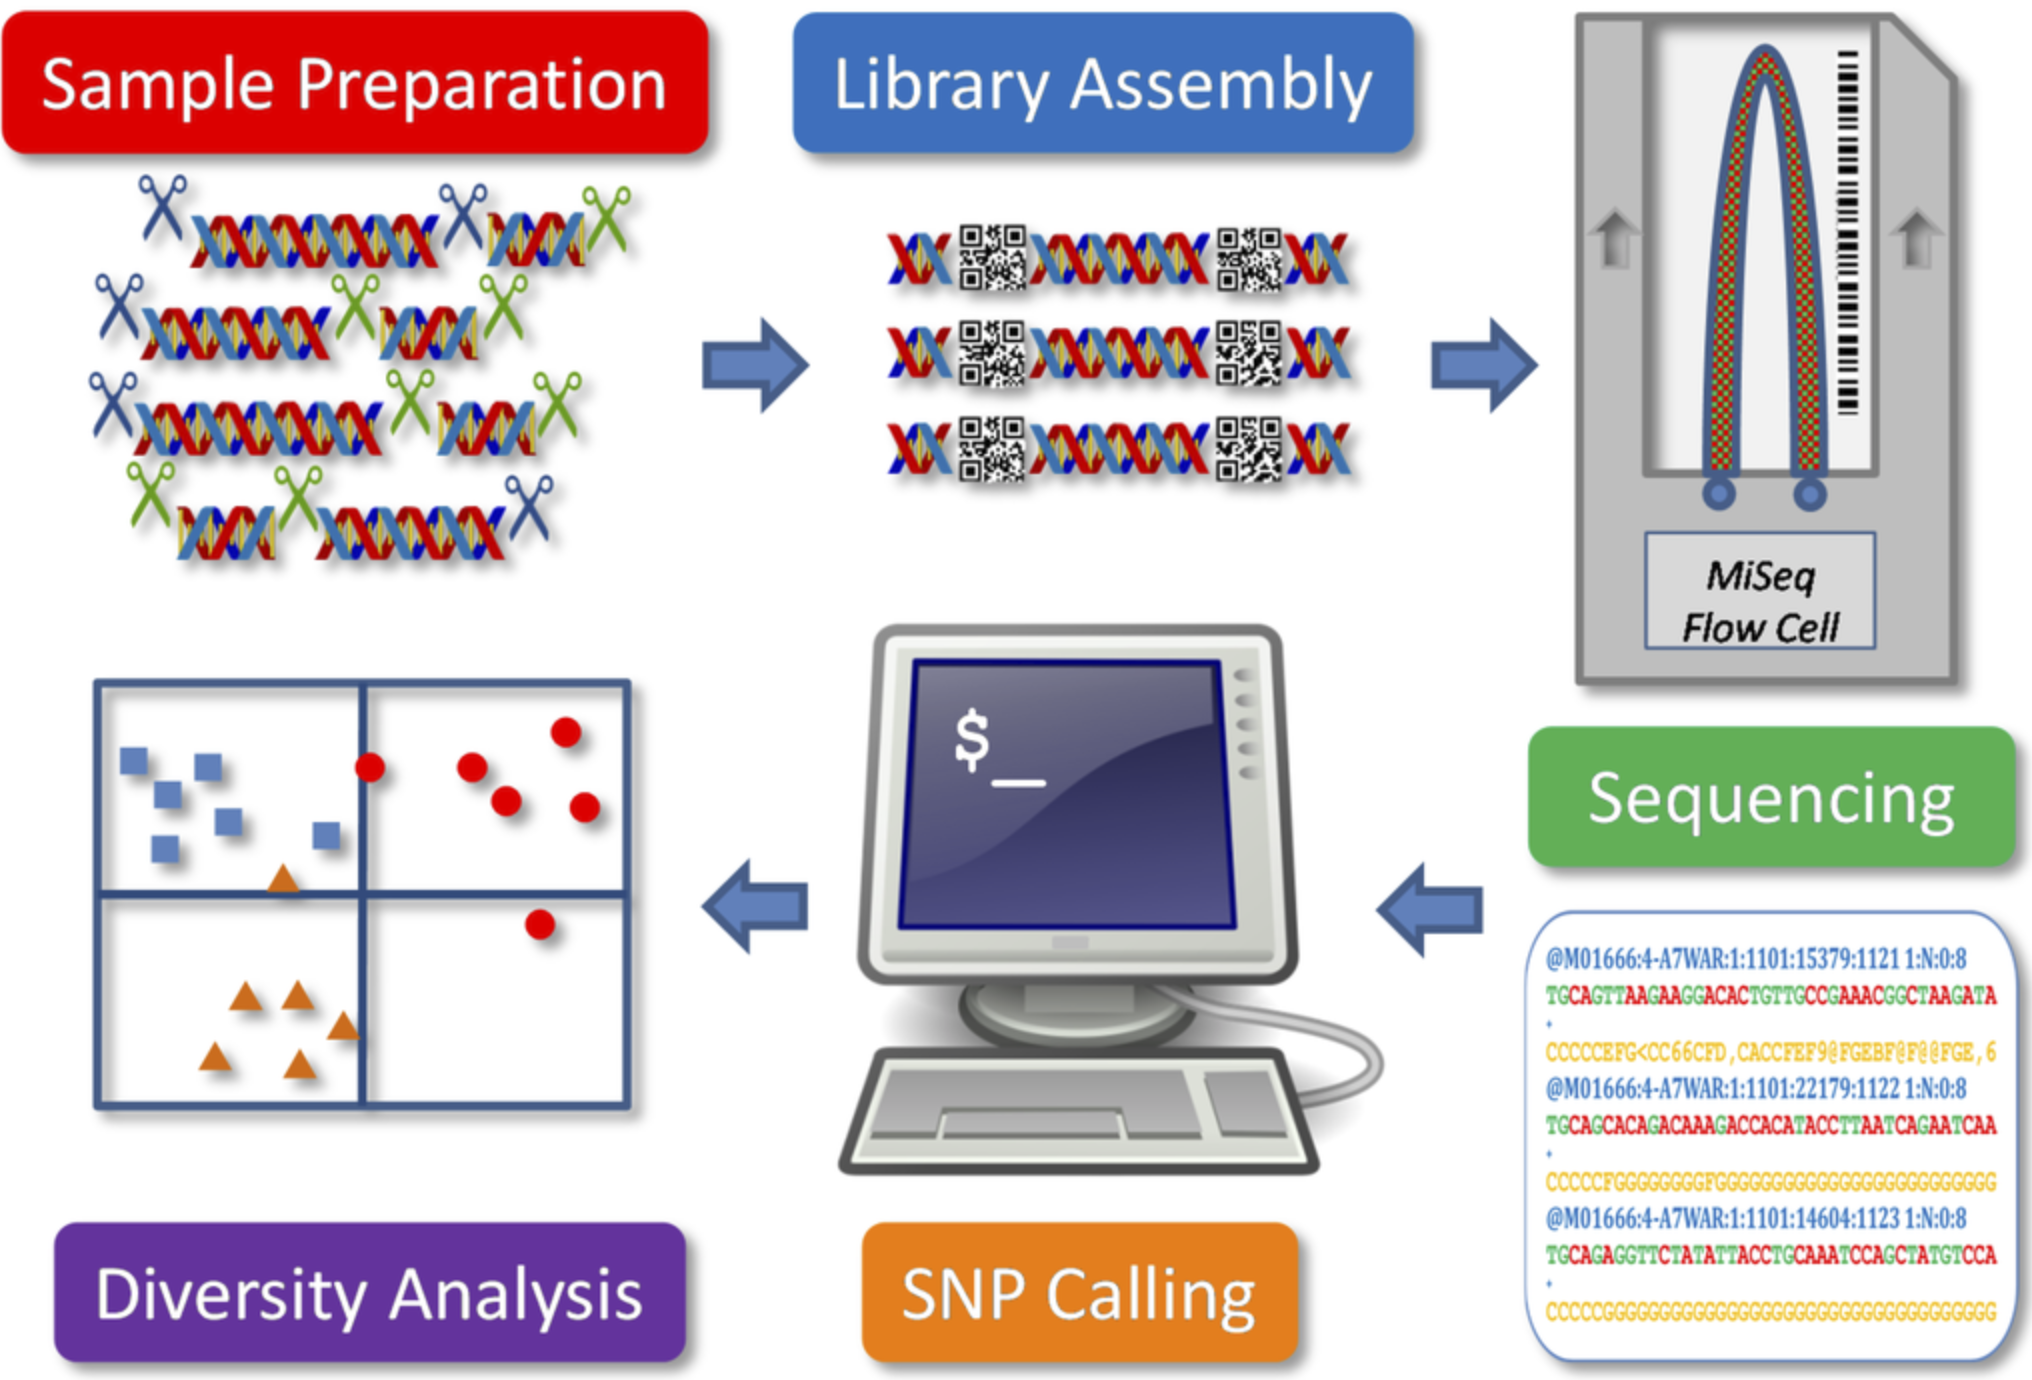 Sample Preparation
Library Assembly
MiSeq
Flow Cell
Sequencing
@M01666:4-A7WAR:1:1101:15379:1121 1:N:0:8
TGCAGTTAAGAAGGACACTGTTGCCGAAACGGCTAAGATA
+
CCCCCEFG<CC66CFD,CACCFEF9@FGEBF@F@@FGE,6
@M01666:4-A7WAR:1:1101:22179:1122 1:N:0:8
TGCAGCACAGACAAAGACCACATACCTTAATCAGAATCAA
+
CCCCCFGGGGGGGGFGGGGGGGGGGGGGGGGGGGGGGGGG
@M01666:4-A7WAR:1:1101:14604:1123 1:N:0:8
TGCAGAGGTTCTATATTACCTGCAAATCCAGCTATGTCCA
+
CCCCCGGGGGGGGGGGGGGGGGGGGGGGGGGGGGGGGGGG
$_
SNP Calling
Diversity Analysis